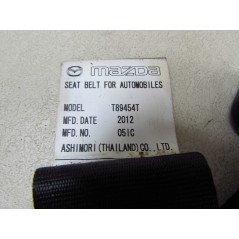 mazda
SEAT BELT FOR AUTOMOBILES
MODEL T89454T
MFD. DATE 2012
MFD. NO. 051C
ASHIMORI (THAILAND) CO., LTD.